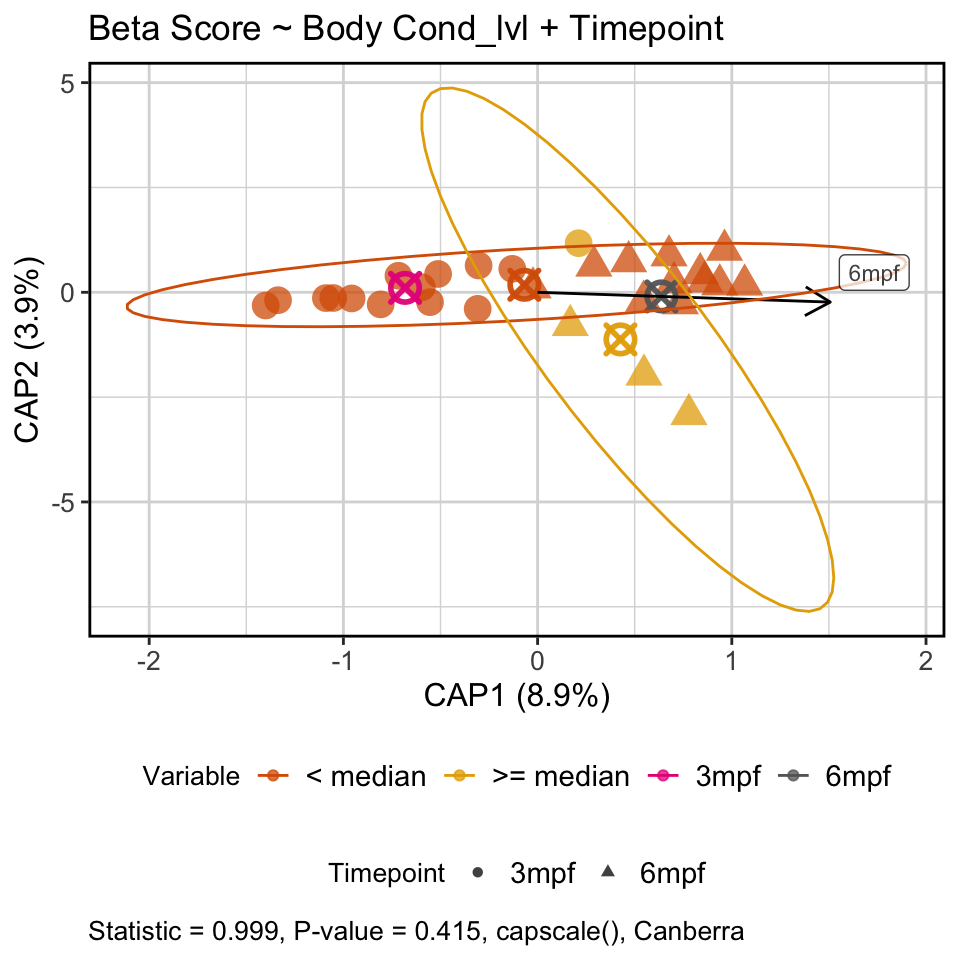 Beta Score ~ Body Cond_lvl + Timepoint
5
0
-5
CAP2 (3.9%)
6mpf
-2 -1 0 1 2
CAP1 (8.9%)
Variable < median >= median 3mpf 6mpf
Timepoint 3mpf 6mpf
Statistic = 0.999, P-value = 0.415, capscale(), Canberra